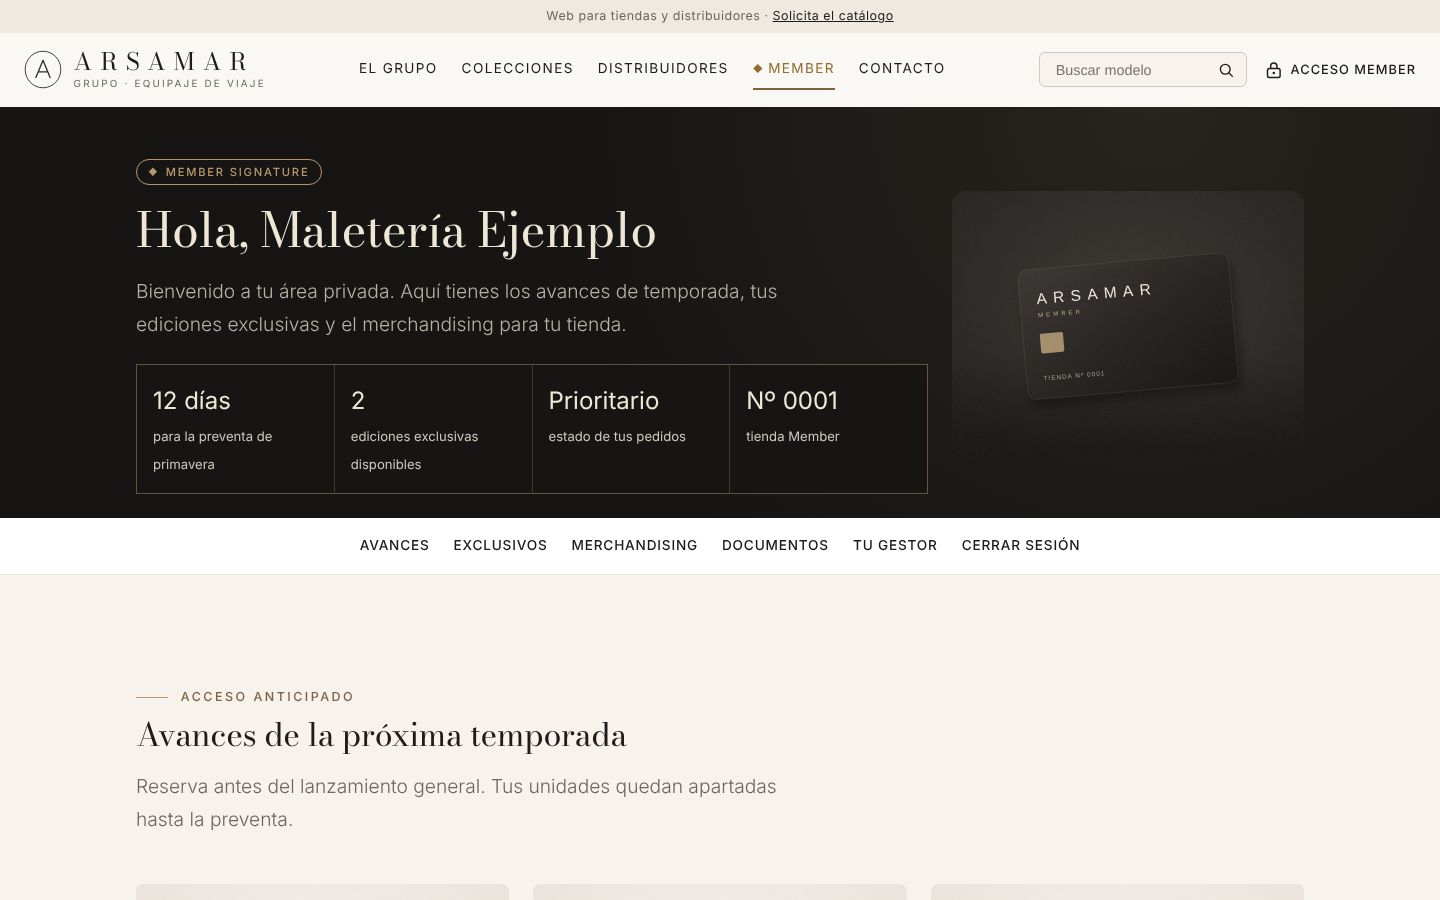 Web para tiendas y distribuidores · Solicita el catálogo
A
ARSAMAR
GRUPO · EQUIPAJE DE VIAJE
EL GRUPO
COLECCIONES
DISTRIBUIDORES
◆ MEMBER
CONTACTO
Buscar modelo
ACCESO MEMBER
◆ MEMBER SIGNATURE
Hola, Maletería Ejemplo
Bienvenido a tu área privada. Aquí tienes los avances de temporada, tus
ediciones exclusivas y el merchandising para tu tienda.
12 días
para la preventa de
primavera
2
ediciones exclusivas
disponibles
Prioritario
estado de tus pedidos
Nº 0001
tienda Member
ARSAMAR
MEMBER
TIENDA Nº 0001
AVANCES
EXCLUSIVOS
MERCHANDISING
DOCUMENTOS
TU GESTOR
CERRAR SESIÓN
ACCESO ANTICIPADO
Avances de la próxima temporada
Reserva antes del lanzamiento general. Tus unidades quedan apartadas
hasta la preventa.